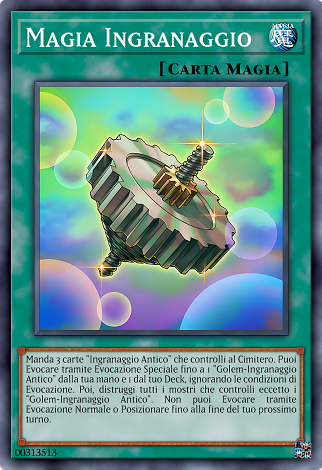 Magia Ingranaggio
MAGIA
魔
[Carta Magia]
Manda 3 carte "Ingranaggio Antico" che controlli al Cimitero. Puoi
Evocare tramite Evocazione Speciale fino a 1 "Golem-Ingranaggio
Antico" dalla tua mano e 1 dal tuo Deck, ignorando le condizioni di
Evocazione. Poi, distruggi tutti i mostri che controlli eccetto i
"Golem-Ingranaggio Antico". Non puoi Evocare tramite
Evocazione Normale o Posizionare fino alla fine del tuo prossimo
turno.
00313513